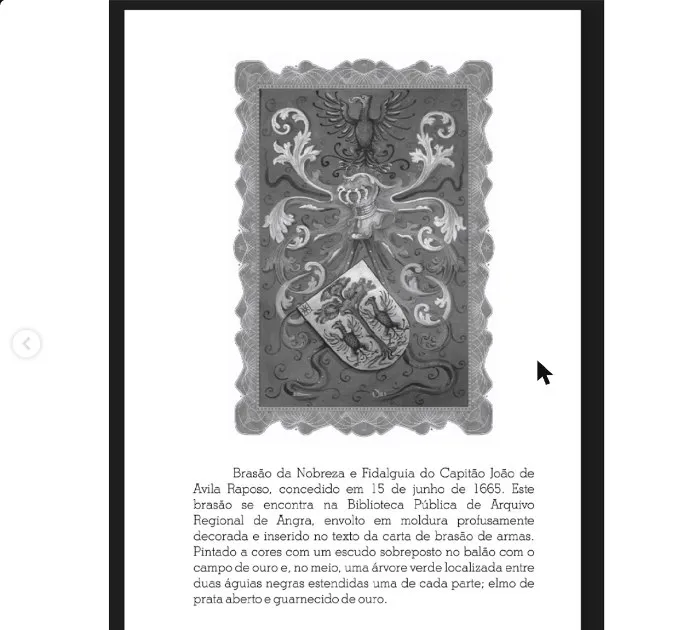 Brasão da Nobreza e Fidalguia do Capitão João de
Avila Raposo, concedido em 15 de junho de 1665. Este
brasão se encontra na Biblioteca Pública de Arquivo
Regional de Angra, envolto em moldura profusamente
decorada e inserido no texto da carta de brasão de armas.
Pintado a cores com um escudo sobreposto no balão com o
campo de ouro e, no meio, uma árvore verde localizada entre
duas águias negras estendidas uma de cada parte; elmo de
prata aberto e guarnecido de ouro.